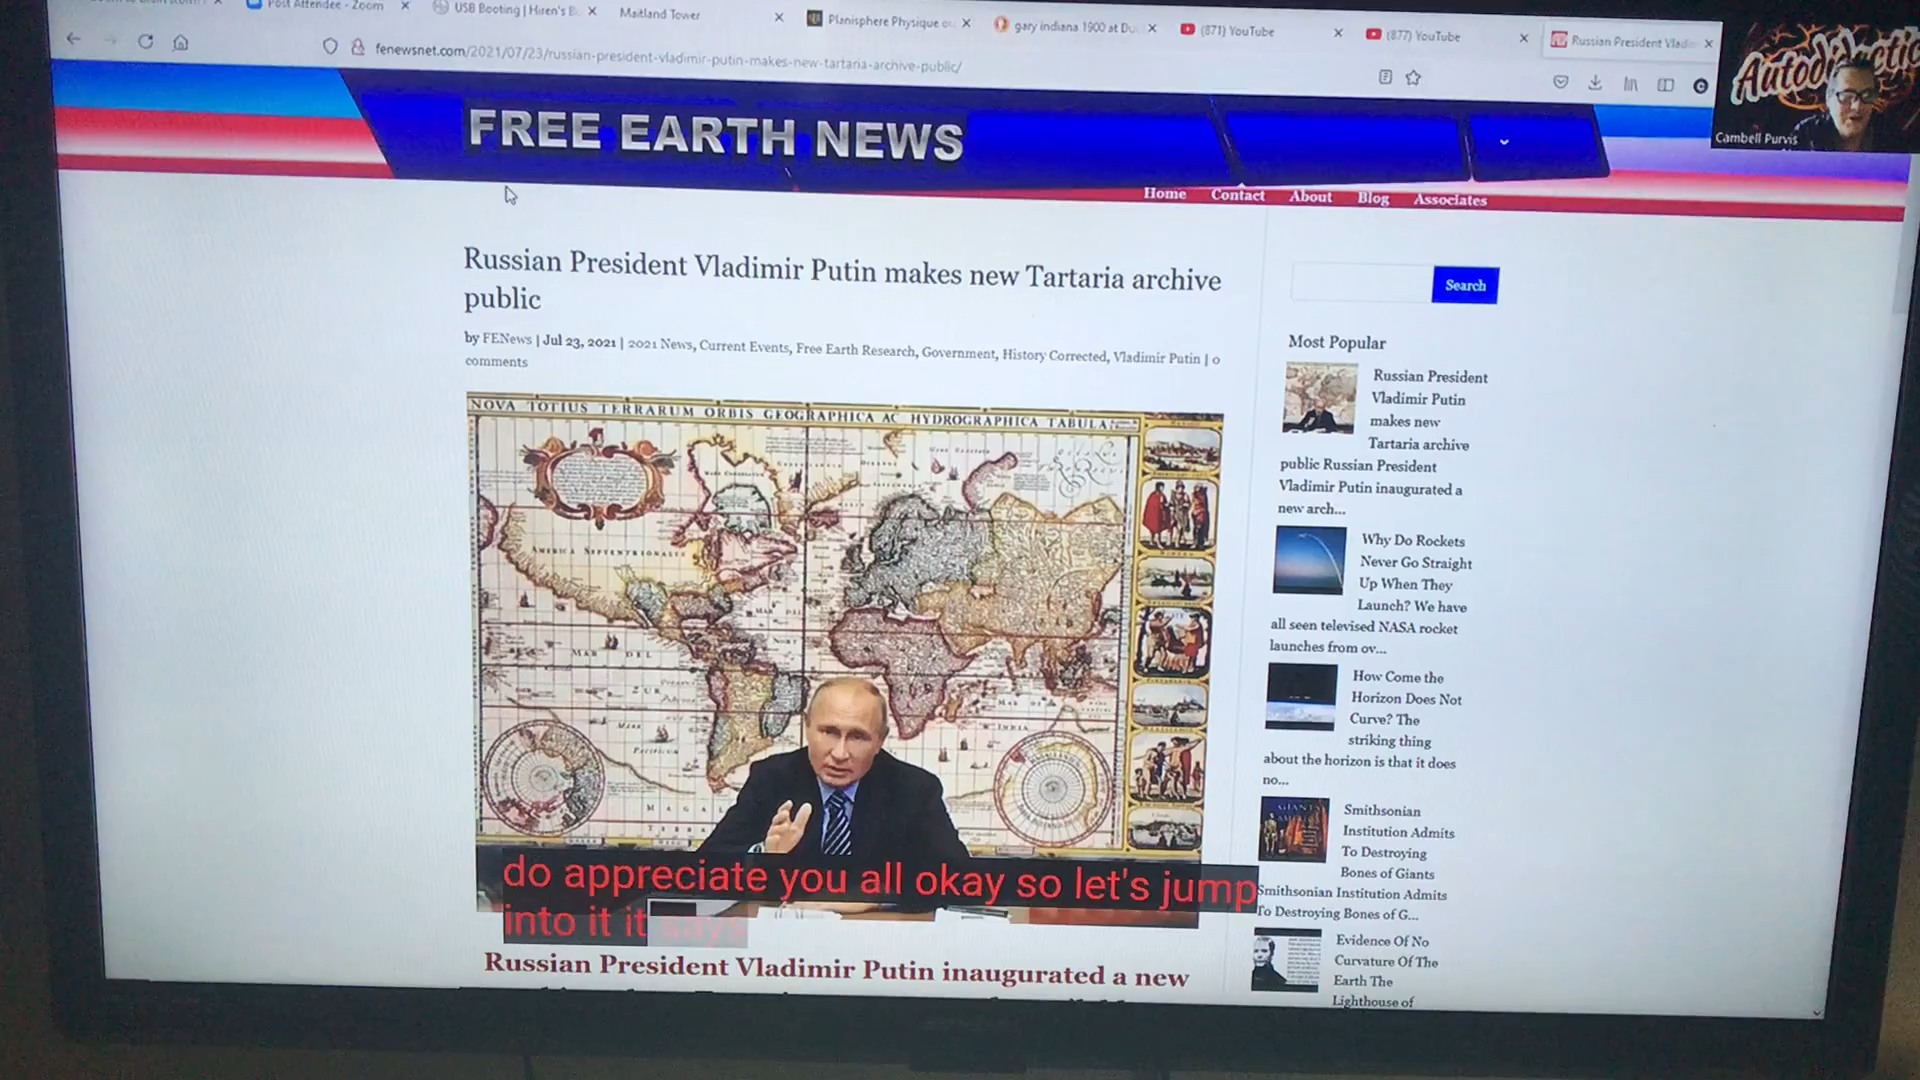 Post Attendee - Zoom
USB Booting | Hiren's B
Maitland Tower
Planisphere Physique
gary indiana 1900 at Du
(871) YouTube
(877) YouTube
Russian President Vladi
fenewsnet.com/2021/07/23/russian-president-vladimir-putin-makes-new-tartaria-archive-public/
Autodidactic
Cambell Purvis
FREE EARTH NEWS
Home Contact About Blog Associates
Russian President Vladimir Putin makes new Tartaria archive
public
by FENews | Jul 23, 2021 | 2021 News, Current Events, Free Earth Research, Government, History Corrected, Vladimir Putin | 0
comments
NOVA TOTIUS TERRARUM ORBIS GEOGRAPHICA AC HYDROGRAPHICA TABULA
AMERICA SEPTENTRIONALIS
MAR DEL
ZUR
MAGAL
do appreciate you all okay so let's jump
into it it says
Russian President Vladimir Putin inaugurated a new
Search
Most Popular
Russian President
Vladimir Putin
makes new
Tartaria archive
public Russian President
Vladimir Putin inaugurated a
new arch...
Why Do Rockets
Never Go Straight
Up When They
Launch? We have
all seen televised NASA rocket
launches from ov...
How Come the
Horizon Does Not
Curve? The
striking thing
about the horizon is that it does
no...
GIANTS
Smithsonian
Institution Admits
To Destroying
Bones of Giants
Smithsonian Institution Admits
To Destroying Bones of G...
Evidence Of No
Curvature Of The
Earth The
Lighthouse of